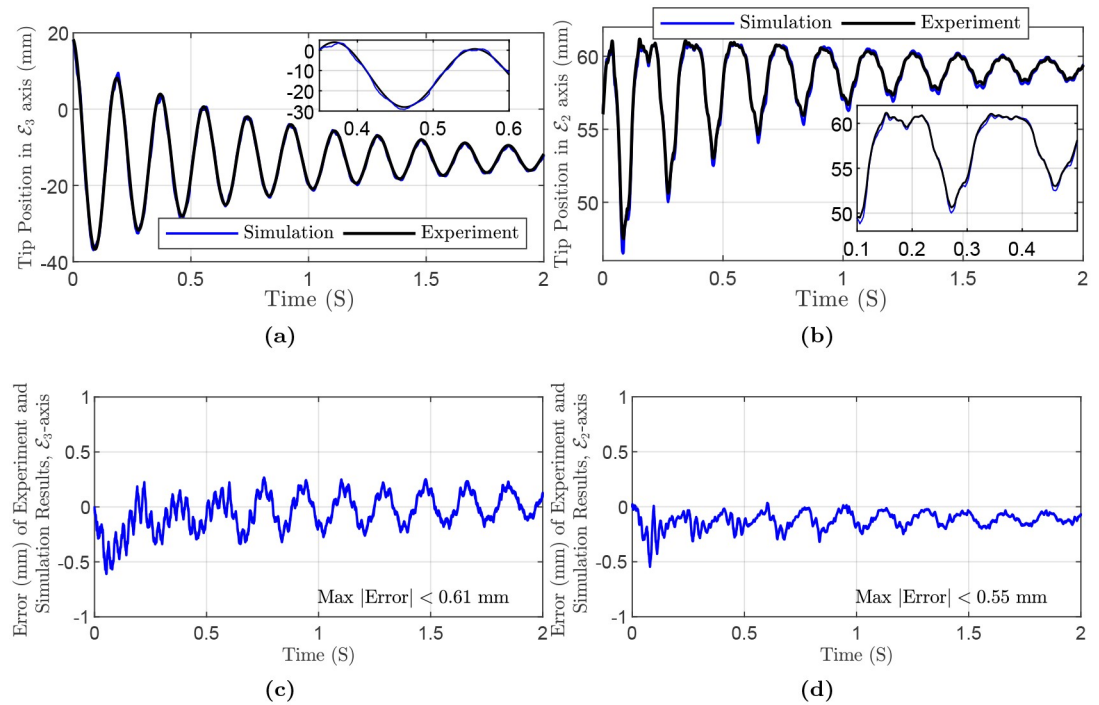 Tip Position in ℰ₃ axis (mm)
20
0
-20
-40
0
-10
-20
-30
0.4
0.5
0.6
Simulation
Experiment
0
0.5
1
1.5
2
Time (S)
(a)
Simulation
Experiment
Tip Position in ℰ₂ axis (mm)
60
55
50
60
55
50
0.1
0.2
0.3
0.4
0
0.5
1
1.5
2
Time (S)
(b)
Error (mm) of Experiment and
Simulation Results, ℰ₃-axis
1
0.5
0
-0.5
-1
Max |Error| < 0.61 mm
0
0.5
1
1.5
2
Time (S)
(c)
Error (mm) of Experiment and
Simulation Results, ℰ₂-axis
1
0.5
0
-0.5
-1
Max |Error| < 0.55 mm
0
0.5
1
1.5
2
Time (S)
(d)